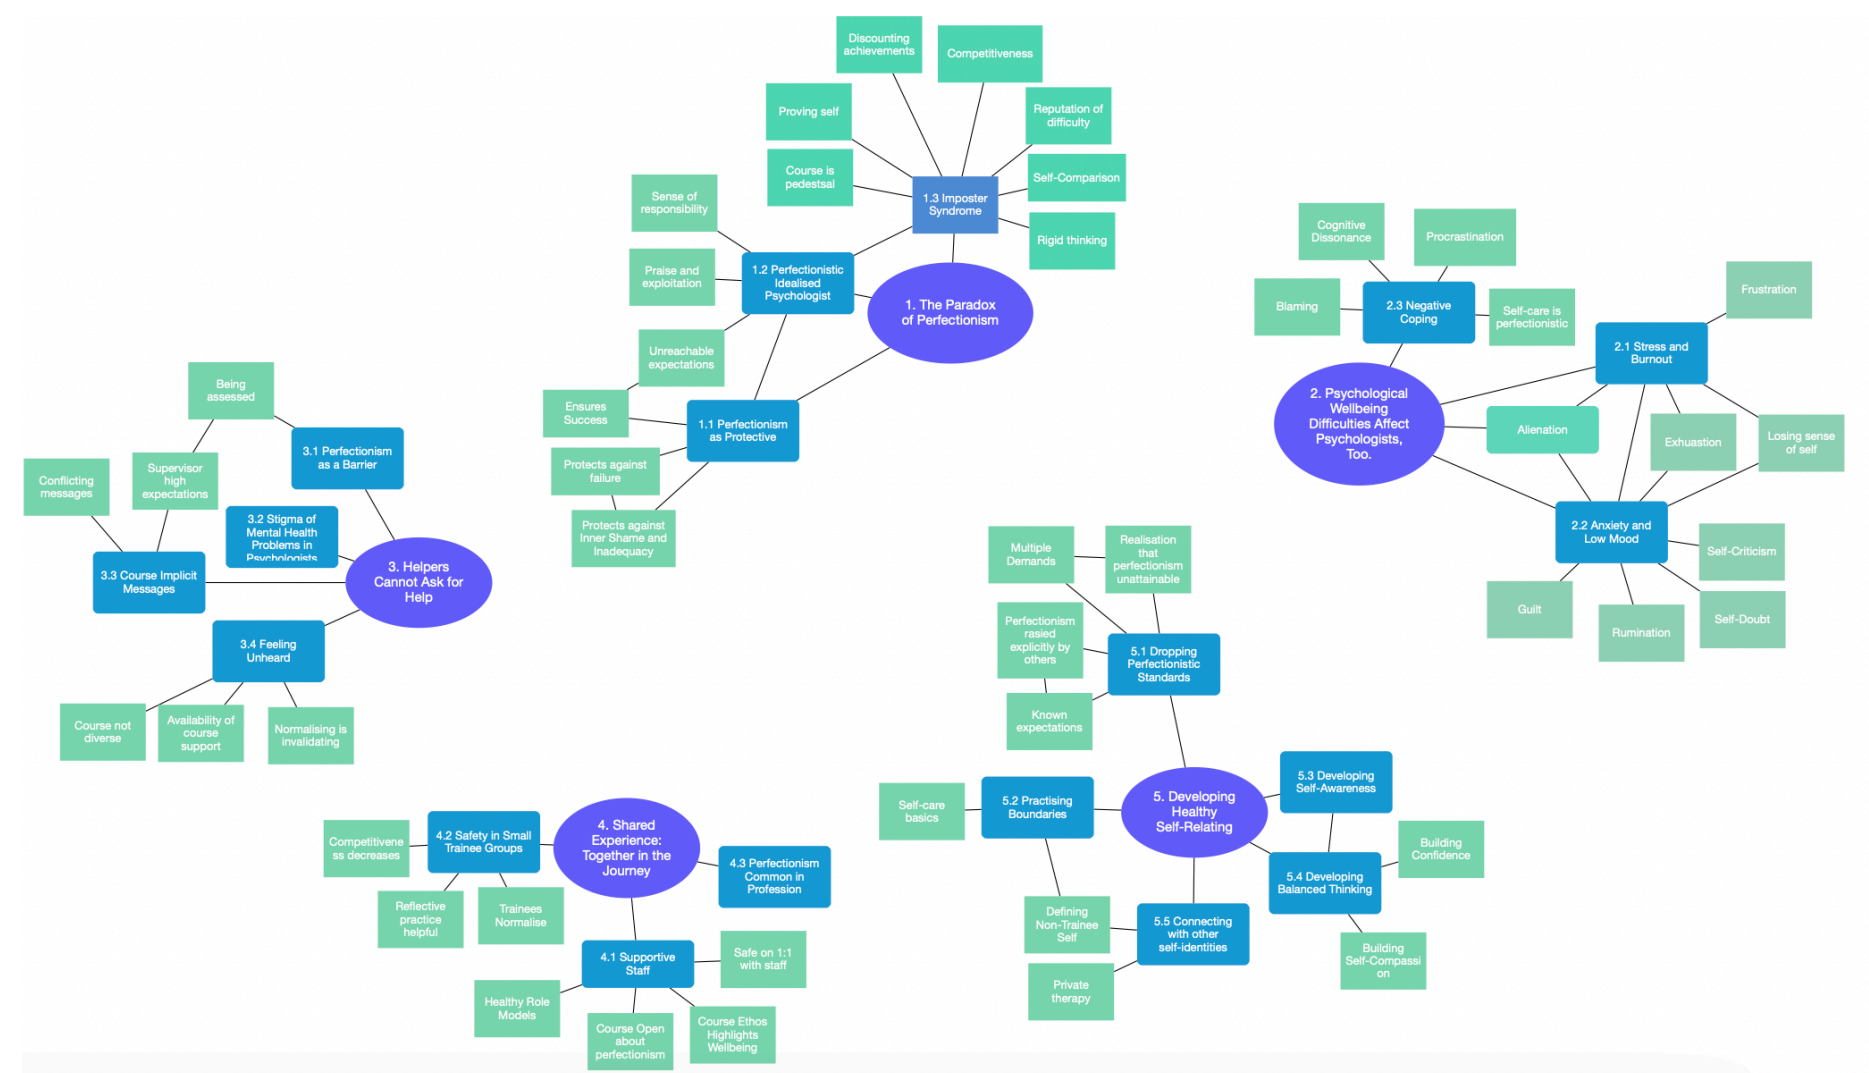 Discounting
achievements
Competitiveness
Proving self
Reputation of
difficulty
Course is
pedestsal
Self-Comparison
1.3 Imposter
Syndrome
Rigid thinking
Sense of
responsibility
Praise and
exploitation
1.2 Perfectionistic
Idealised
Psychologist
1. The Paradox
of Perfectionism
Unreachable
expectations
Ensures
Success
1.1 Perfectionism
as Protective
Protects against
failure
Protects against
Inner Shame and
Inadequacy
Cognitive
Dissonance
Procrastination
Blaming
2.3 Negative
Coping
Self-care is
perfectionistic
Frustration
2.1 Stress and
Burnout
2. Psychological
Wellbeing
Difficulties Affect
Psychologists,
Too.
Alienation
Exhuastion
Losing sense
of self
2.2 Anxiety and
Low Mood
Self-Criticism
Guilt
Rumination
Self-Doubt
Being
assessed
3.1 Perfectionism
as a Barrier
Conflicting
messages
Supervisor
high
expectations
3.2 Stigma of
Mental Health
Problems in
Psychologists
3.3 Course Implicit
Messages
3. Helpers
Cannot Ask for
Help
3.4 Feeling
Unheard
Course not
diverse
Availability of
course
support
Normalising is
invalidating
Multiple
Demands
Realisation
that
perfectionism
unattainable
Perfectionism
rasied
explicitly by
others
5.1 Dropping
Perfectionistic
Standards
Known
expectations
Self-care
basics
5.2 Practising
Boundaries
5. Developing
Healthy
Self-Relating
5.3 Developing
Self-Awareness
Building
Confidence
5.4 Developing
Balanced Thinking
Defining
Non-Trainee
Self
5.5 Connecting
with other
self-identities
Building
Self-Compassi
on
Private
therapy
Competitivene
ss decreases
4.2 Safety in Small
Trainee Groups
4. Shared
Experience:
Together in the
Journey
4.3 Perfectionism
Common in
Profession
Reflective
practice
helpful
Trainees
Normalise
4.1 Supportive
Staff
Safe on 1:1
with staff
Healthy Role
Models
Course Open
about
perfectionism
Course Ethos
Highlights
Wellbeing